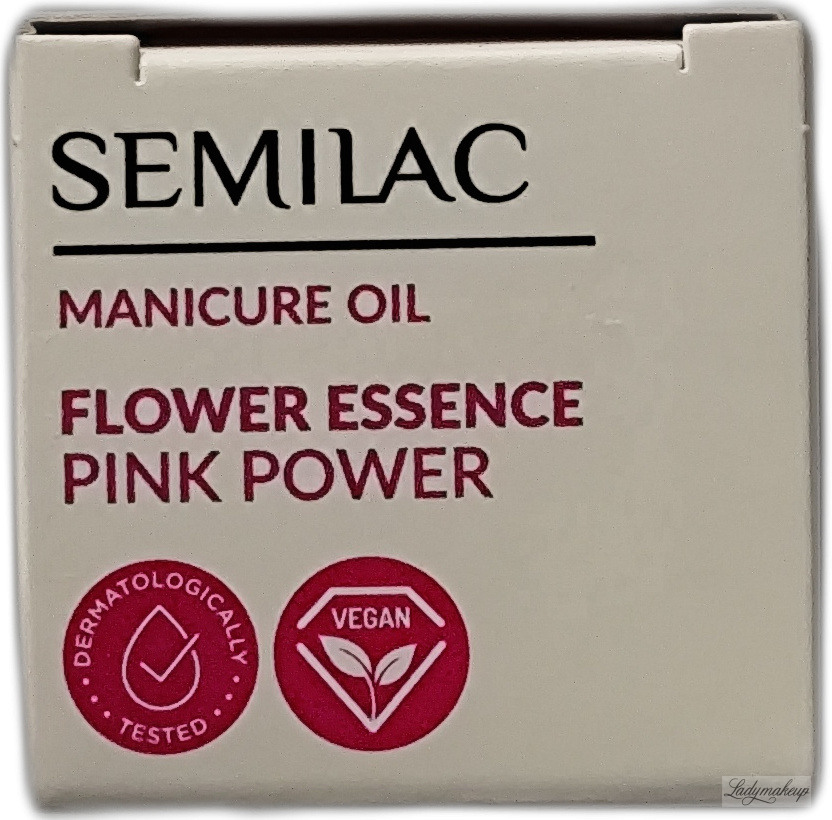 SEMILAC
MANICURE OIL
FLOWER ESSENCE
PINK POWER
DERMATOLOGICALLY
TESTED
VEGAN
Ladymakeup